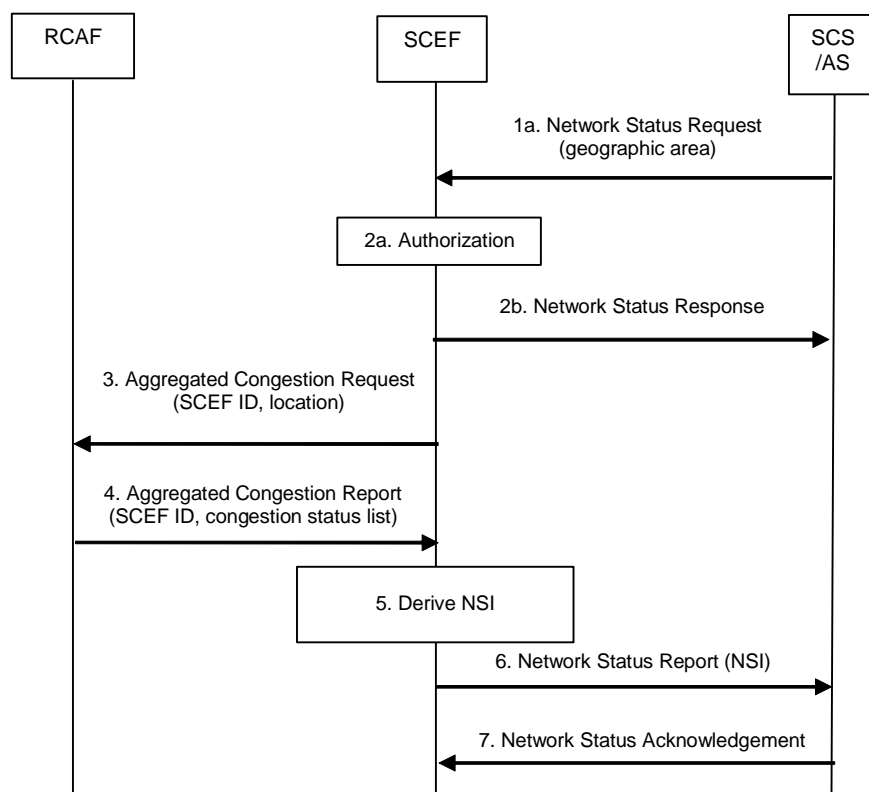 RCAF
SCEF
SCS
/AS
1a. Network Status Request
(geographic area)
2a. Authorization
2b. Network Status Response
3. Aggregated Congestion Request
(SCEF ID, location)
4. Aggregated Congestion Report
(SCEF ID, congestion status list)
5. Derive NSI
6. Network Status Report (NSI)
7. Network Status Acknowledgement